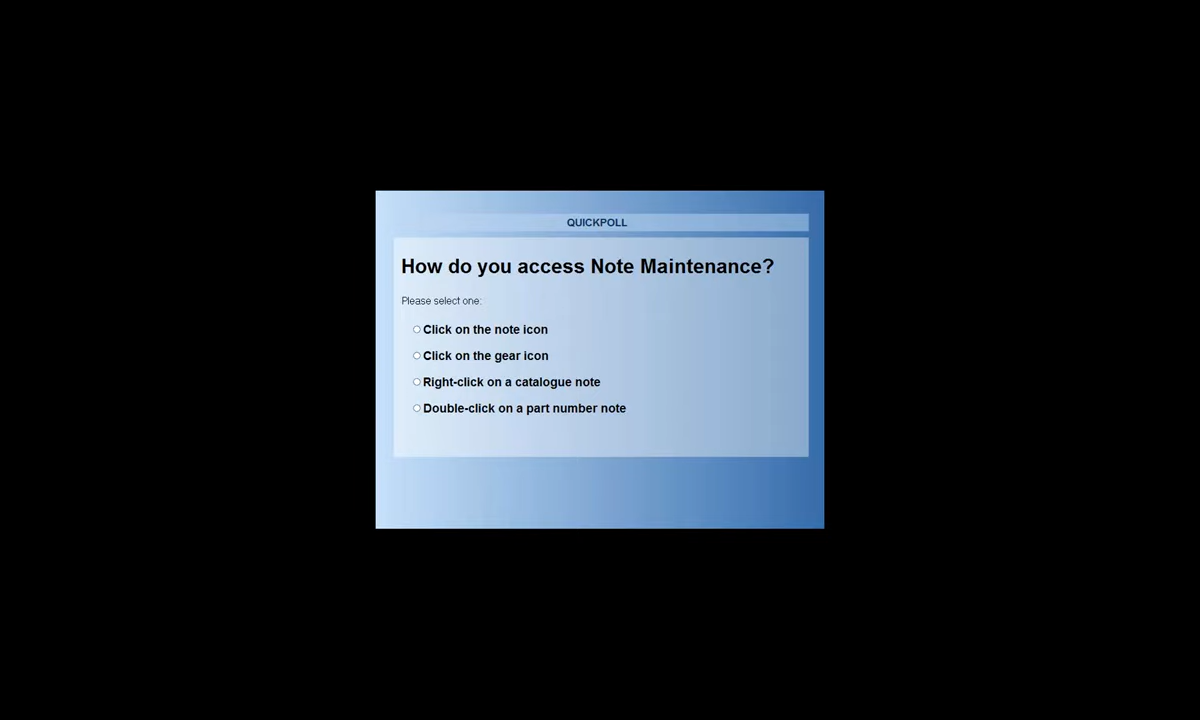 QUICKPOLL
How do you access Note Maintenance?
Please select one:
Click on the note icon
Click on the gear icon
Right-click on a catalogue note
Double-click on a part number note